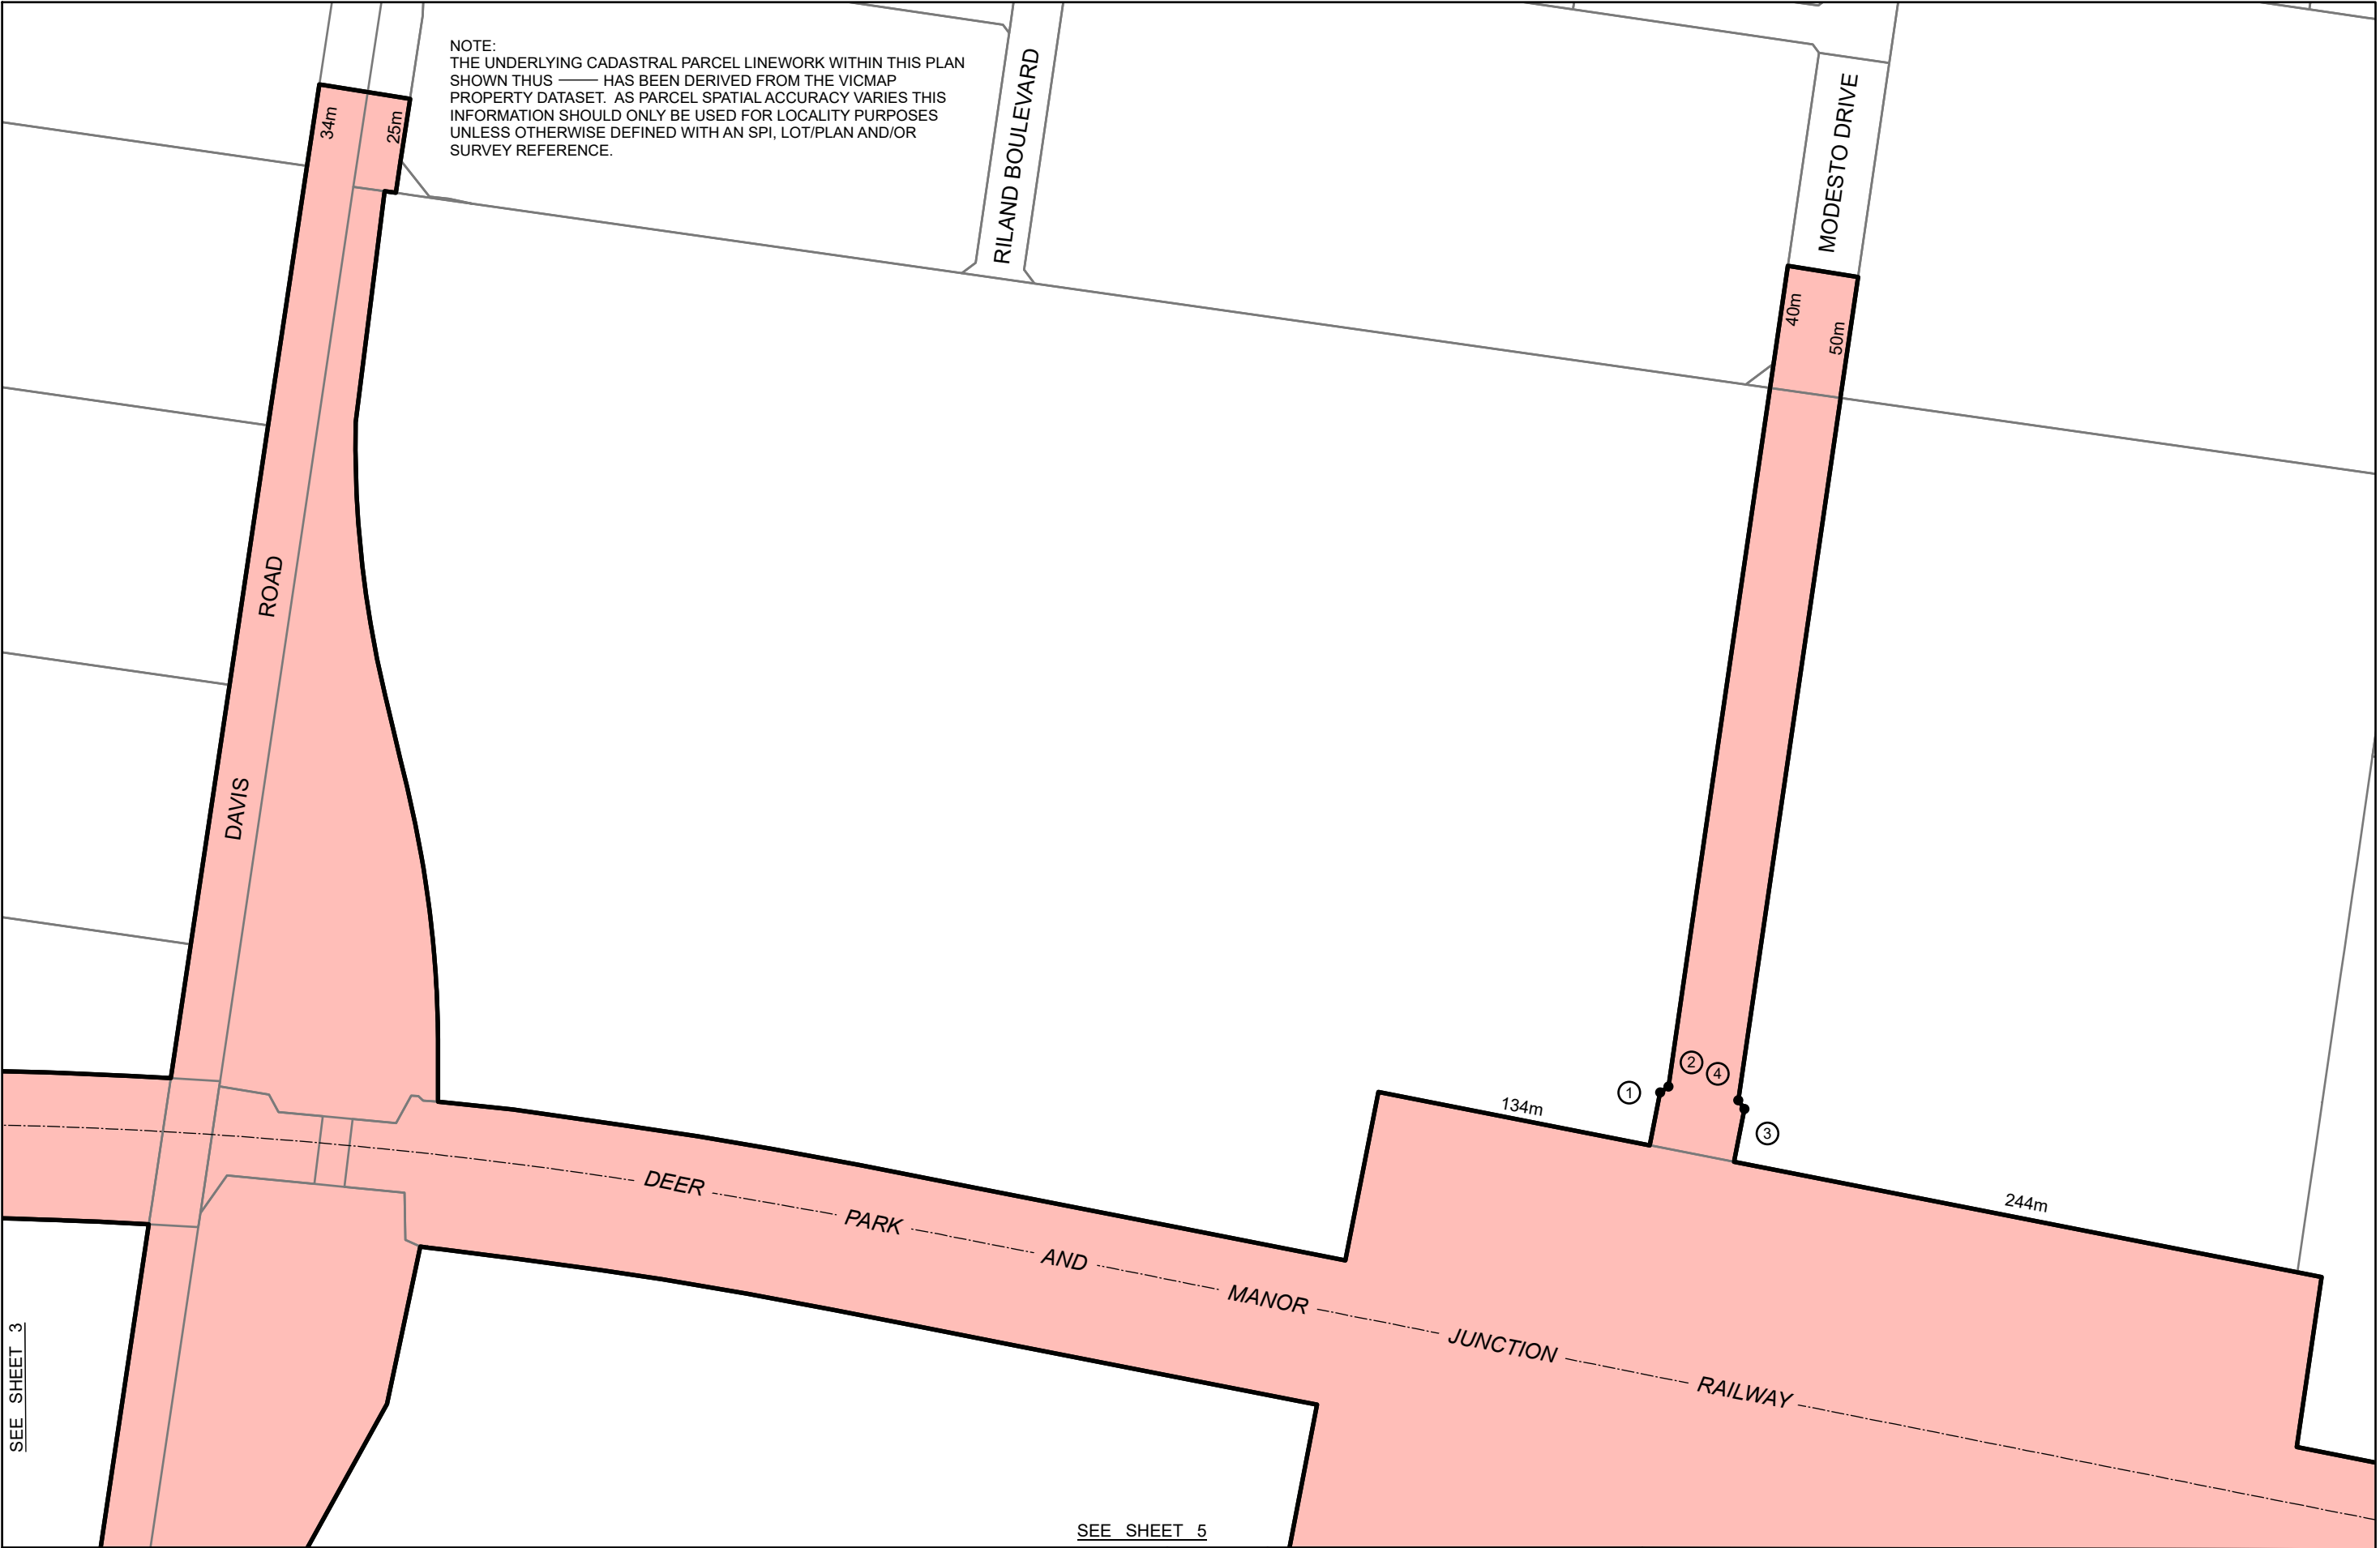 NOTE:
THE UNDERLYING CADASTRAL PARCEL LINEWORK WITHIN THIS PLAN
SHOWN THUS —— HAS BEEN DERIVED FROM THE VICMAP
PROPERTY DATASET. AS PARCEL SPATIAL ACCURACY VARIES THIS
INFORMATION SHOULD ONLY BE USED FOR LOCALITY PURPOSES
UNLESS OTHERWISE DEFINED WITH AN SPI, LOT/PLAN AND/OR
SURVEY REFERENCE.
34m
25m
RILAND BOULEVARD
MODESTO DRIVE
40m
50m
DAVIS ROAD
1
2
4
3
134m
244m
DEER PARK AND MANOR JUNCTION RAILWAY
SEE SHEET 3
SEE SHEET 5